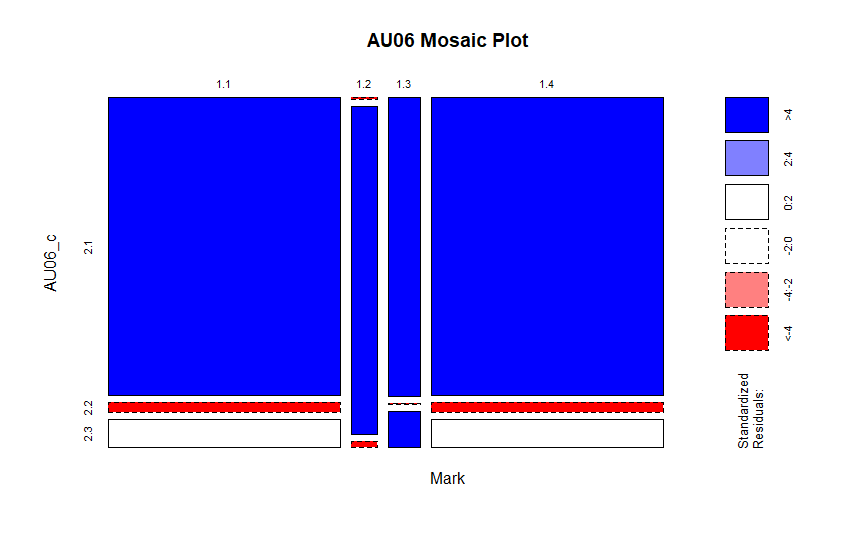 AU06 Mosaic Plot
1.1 1.2 1.3 1.4
AU06_c
2.1
2.2
2.3
Mark
>4
2:4
0:2
-2:0
-4:-2
<-4
Standardized
Residuals: